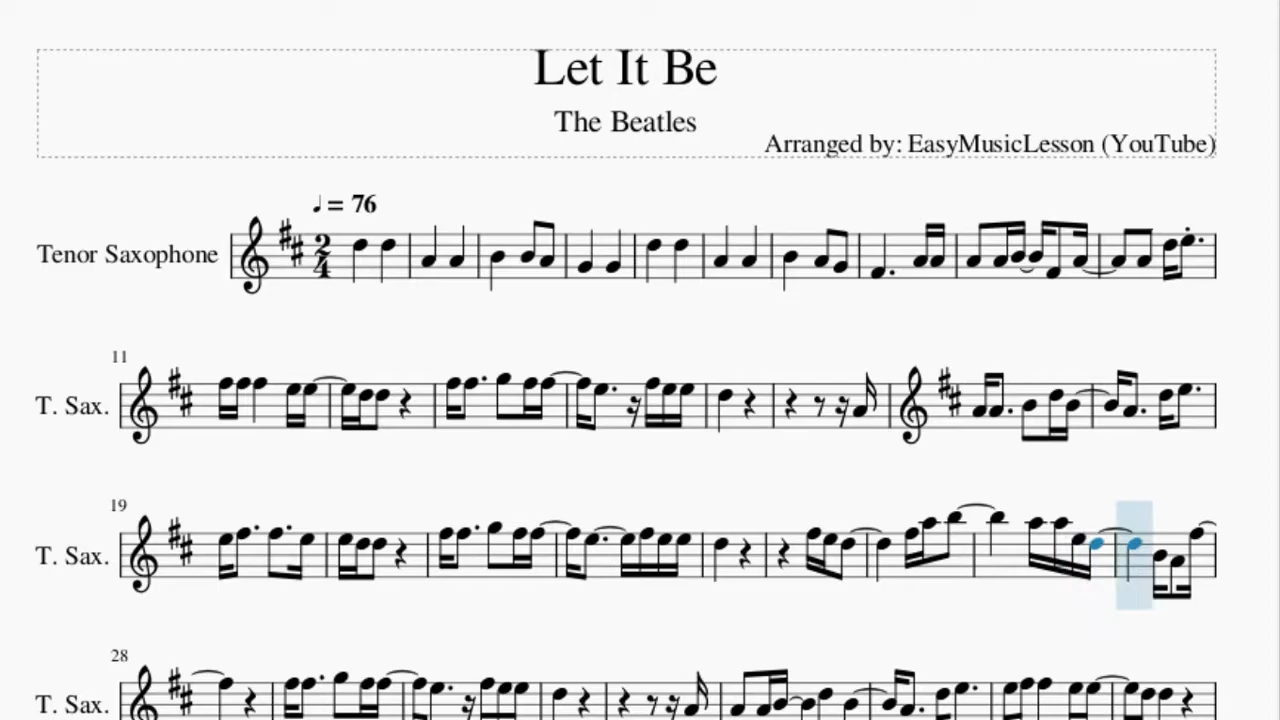 Let It Be
The Beatles
Arranged by: EasyMusicLesson (YouTube)
♩ = 76
Tenor Saxophone
2
4
11
T. Sax.
19
T. Sax.
28
T. Sax.